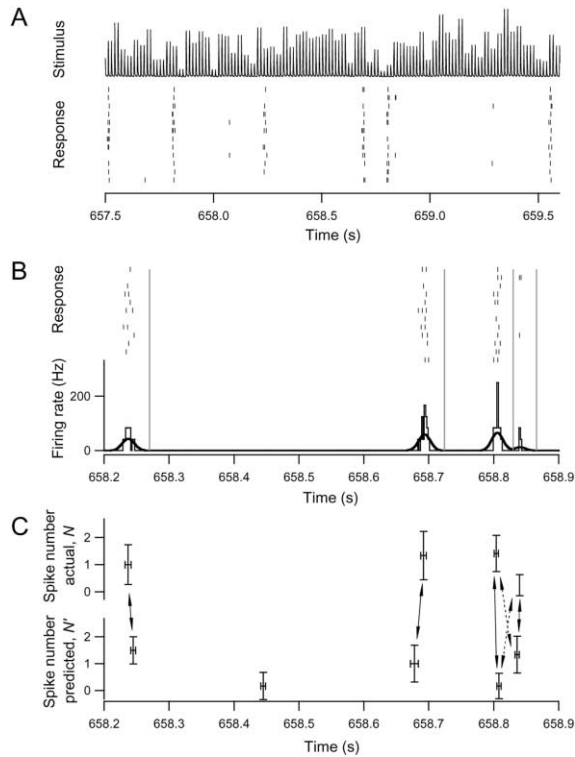 A
Stimulus
Response
657.5 658.0 658.5 659.0 659.5
Time (s)
B
Response
Firing rate (Hz)
200
0
658.2 658.3 658.4 658.5 658.6 658.7 658.8 658.9
Time (s)
C
Spike number
actual, N
2
1
0
Spike number
predicted, N'
2
1
0
658.2 658.3 658.4 658.5 658.6 658.7 658.8 658.9
Time (s)